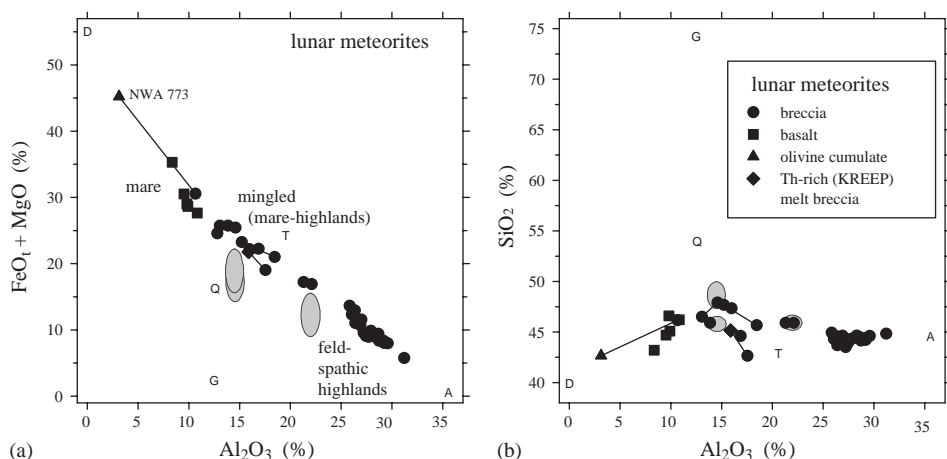 lunar meteorites
D
NWA 773
mare
mingled
(mare-highlands)
T
Q
G
feld-
spathic
highlands
A
50
40
30
20
10
0
0 5 10 15 20 25 30 35
FeOt + MgO (%)
Al2O3 (%)
(a)
G
lunar meteorites
breccia
basalt
olivine cumulate
Th-rich (KREEP)
melt breccia
Q
T
A
D
75
70
65
60
55
50
45
40
0 5 10 15 20 25 30 35
SiO2 (%)
Al2O3 (%)
(b)